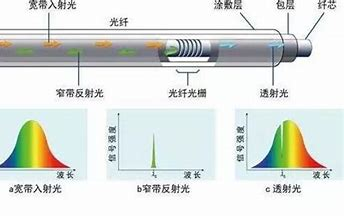 宽带入射光 光纤 涂敷层 包层 纤芯
窄带反射光 光纤光栅 透射光
信号强度 信号强度 信号强度
波长 λ 波长 λ 波长
a宽带入射光 b窄带反射光 c透射光